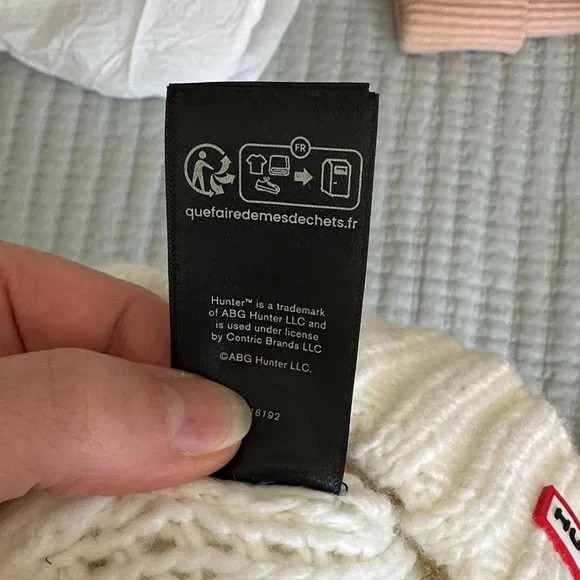 FR
quefairedemesdechets.fr
Hunter™ is a trademark
of ABG Hunter LLC and
is used under license
by Centric Brands LLC
©ABG Hunter LLC.